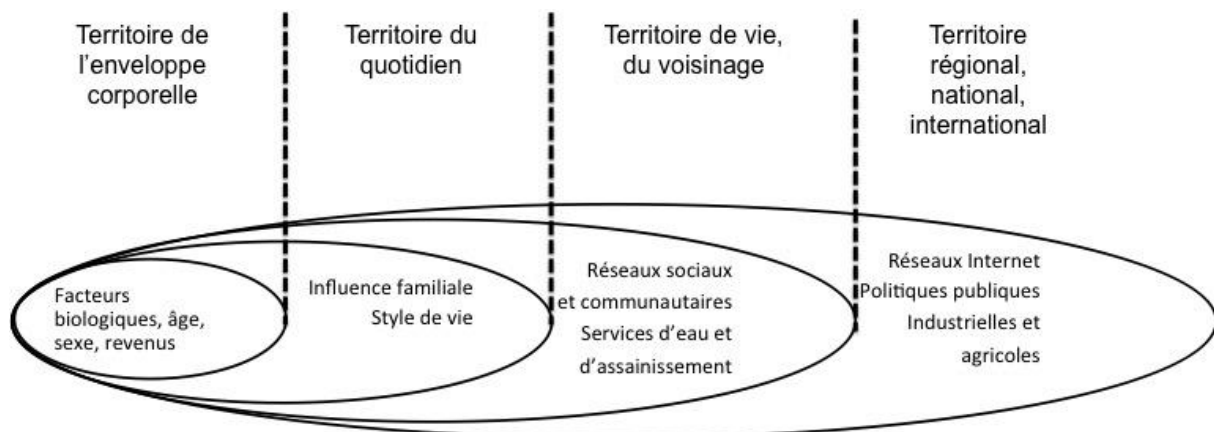 Territoire de
l'enveloppe
corporelle
Territoire du
quotidien
Territoire de vie,
du voisinage
Territoire
régional,
national,
international
Facteurs
biologiques, âge,
sexe, revenus
Influence familiale
Style de vie
Réseaux sociaux
et communautaires
Services d'eau et
d'assainissement
Réseaux Internet
Politiques publiques
Industrielles et
agricoles